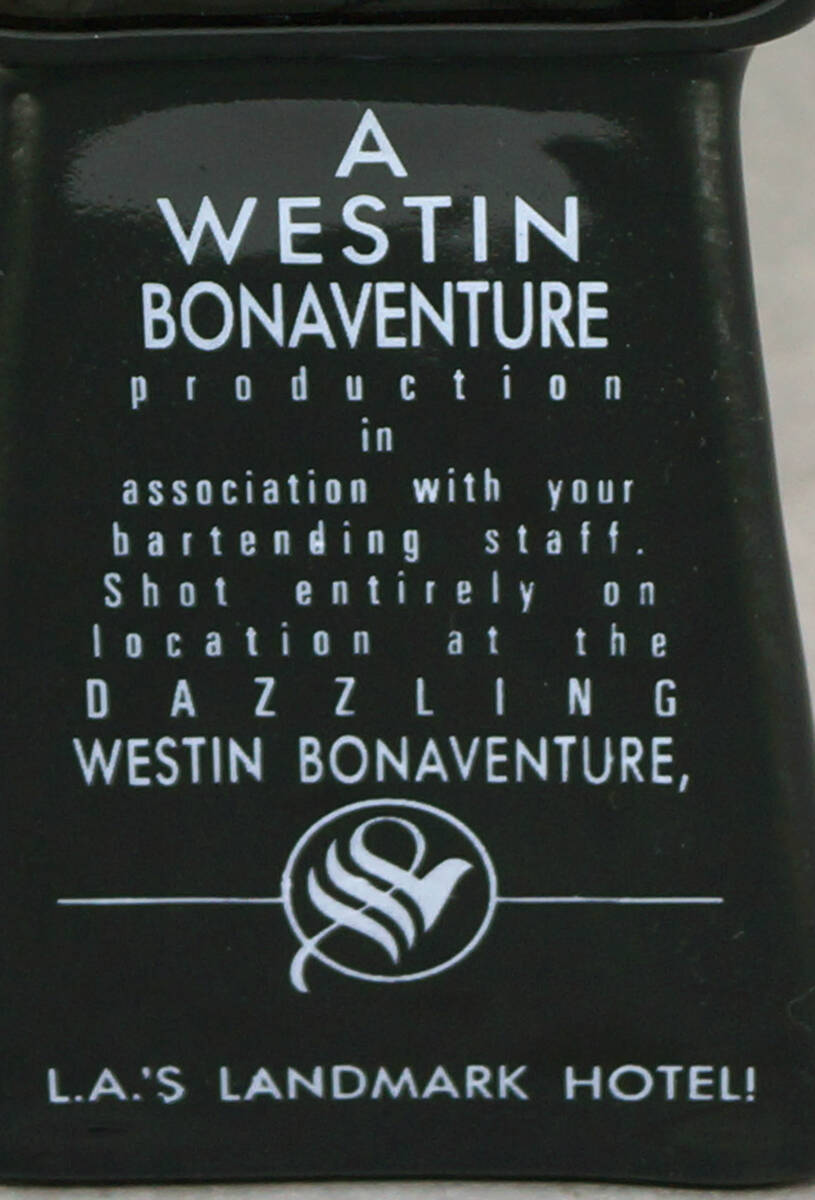 A
WESTIN
BONAVENTURE
production
in
association with your
bartending staff.
Shot entirely on
location at the
DAZZLING
WESTIN BONAVENTURE,
L.A.'S LANDMARK HOTEL!